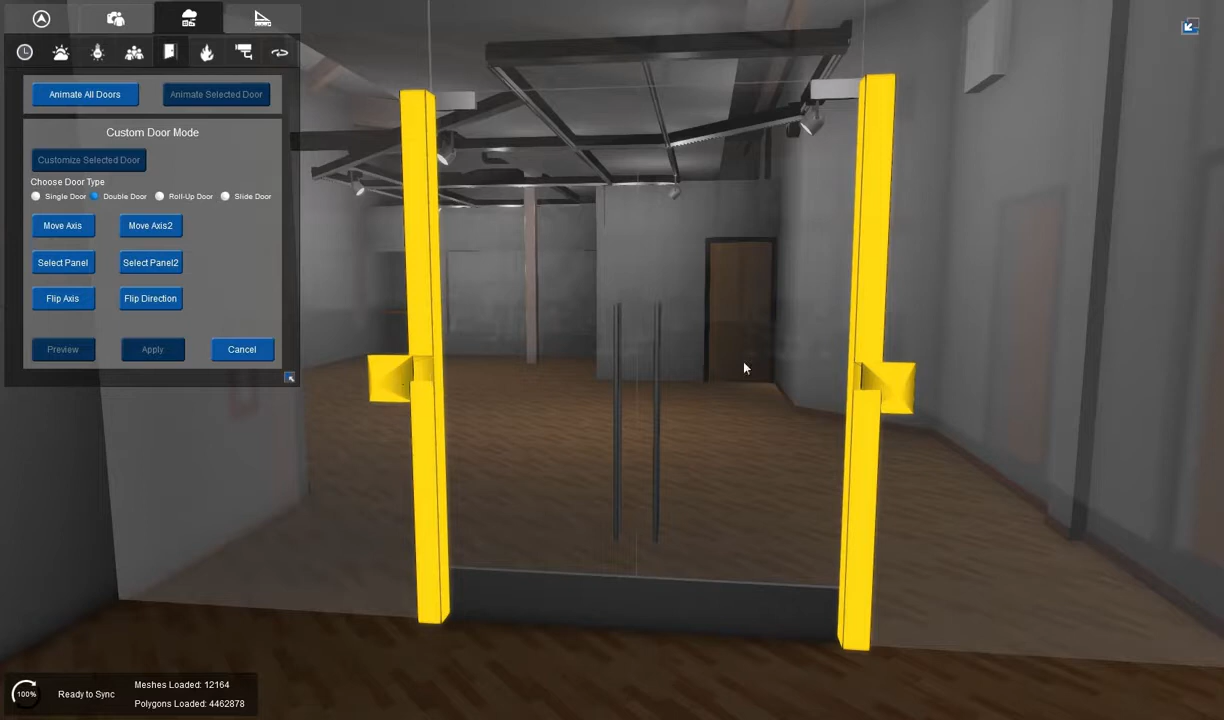 Animate All Doors Animate Selected Door
Custom Door Mode
Customize Selected Door
Choose Door Type
Single Door Double Door Roll-Up Door Slide Door
Move Axis Move Axis2
Select Panel Select Panel2
Flip Axis Flip Direction
Preview Apply Cancel
100% Ready to Sync
Meshes Loaded: 12164
Polygons Loaded: 4462878